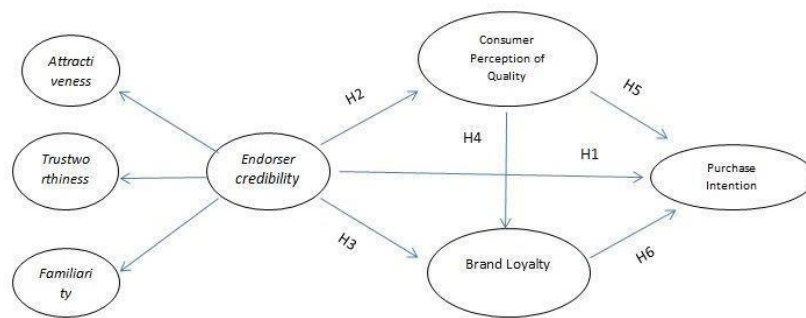 Attracti
veness
Trustwo
rthiness
Familiari
ty
Endorser
credibility
H2
H3
Consumer
Perception of
Quality
H4
H1
H5
H6
Brand Loyalty
Purchase
Intention